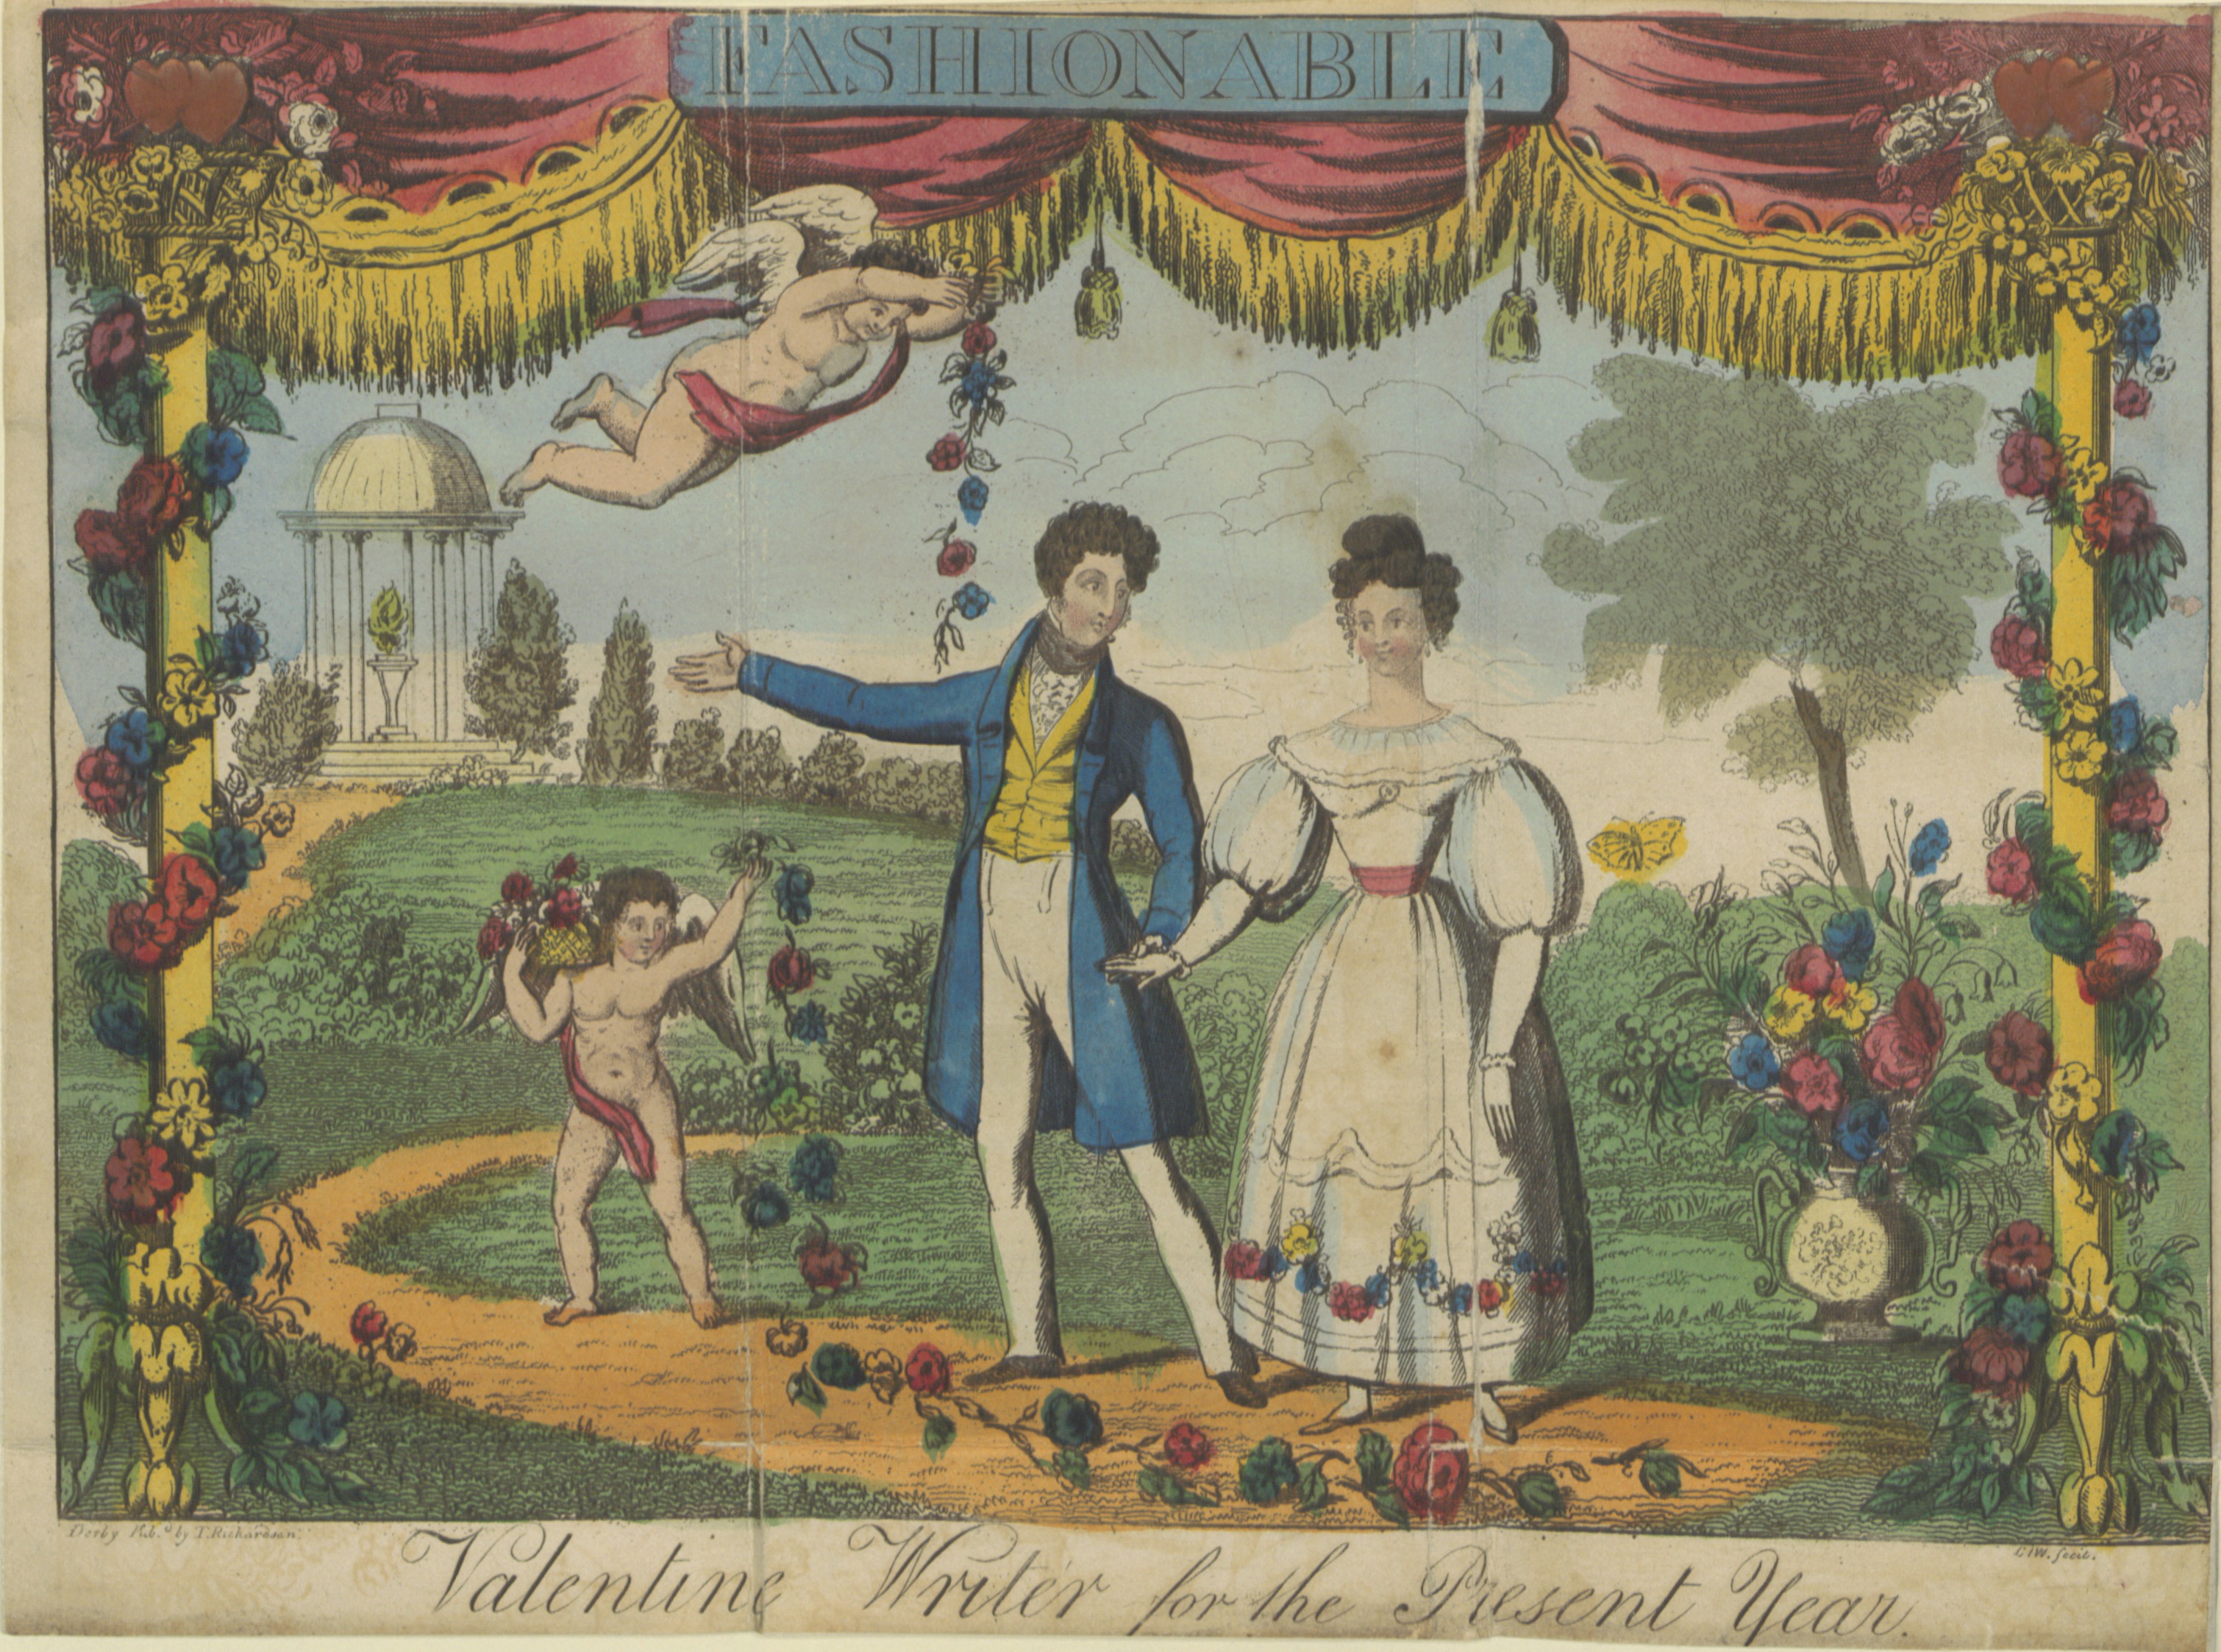 FASHIONABLE
Derby Pub.d by T. Richardson.
Valentine Writer for the Present Year.
fecit.